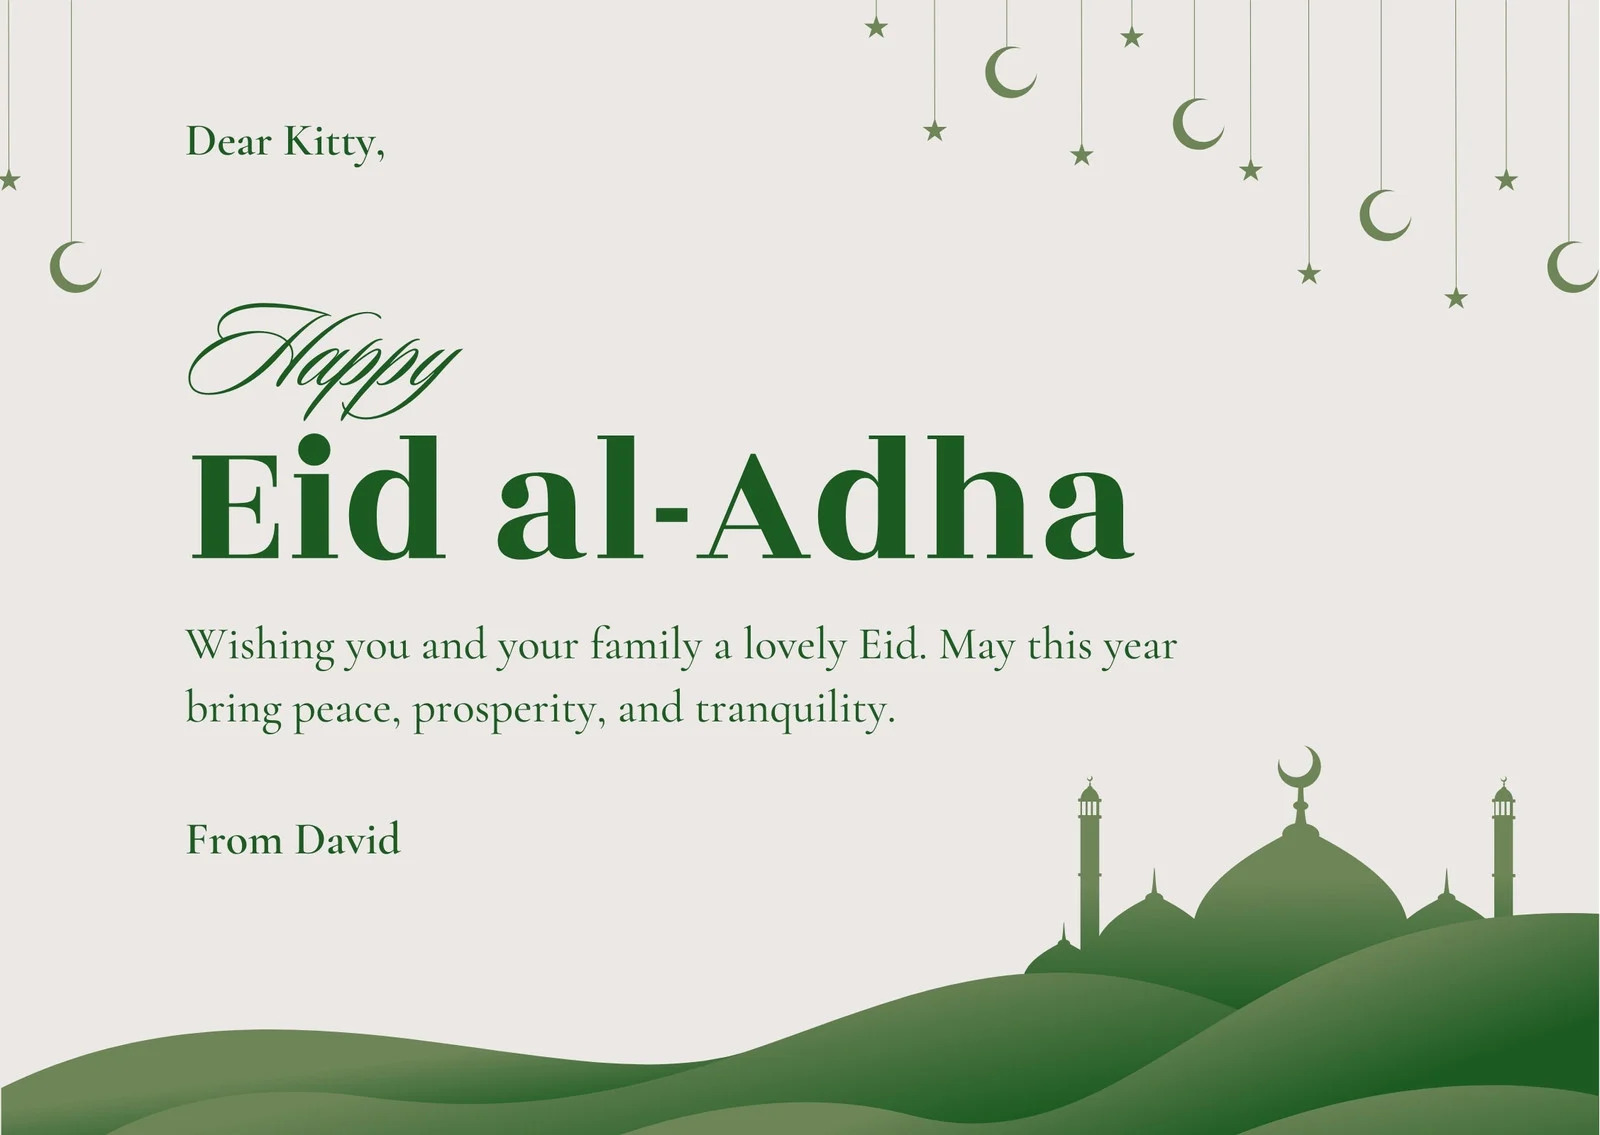 Dear Kitty,
Happy
Eid al-Adha
Wishing you and your family a lovely Eid. May this year
bring peace, prosperity, and tranquility.
From David